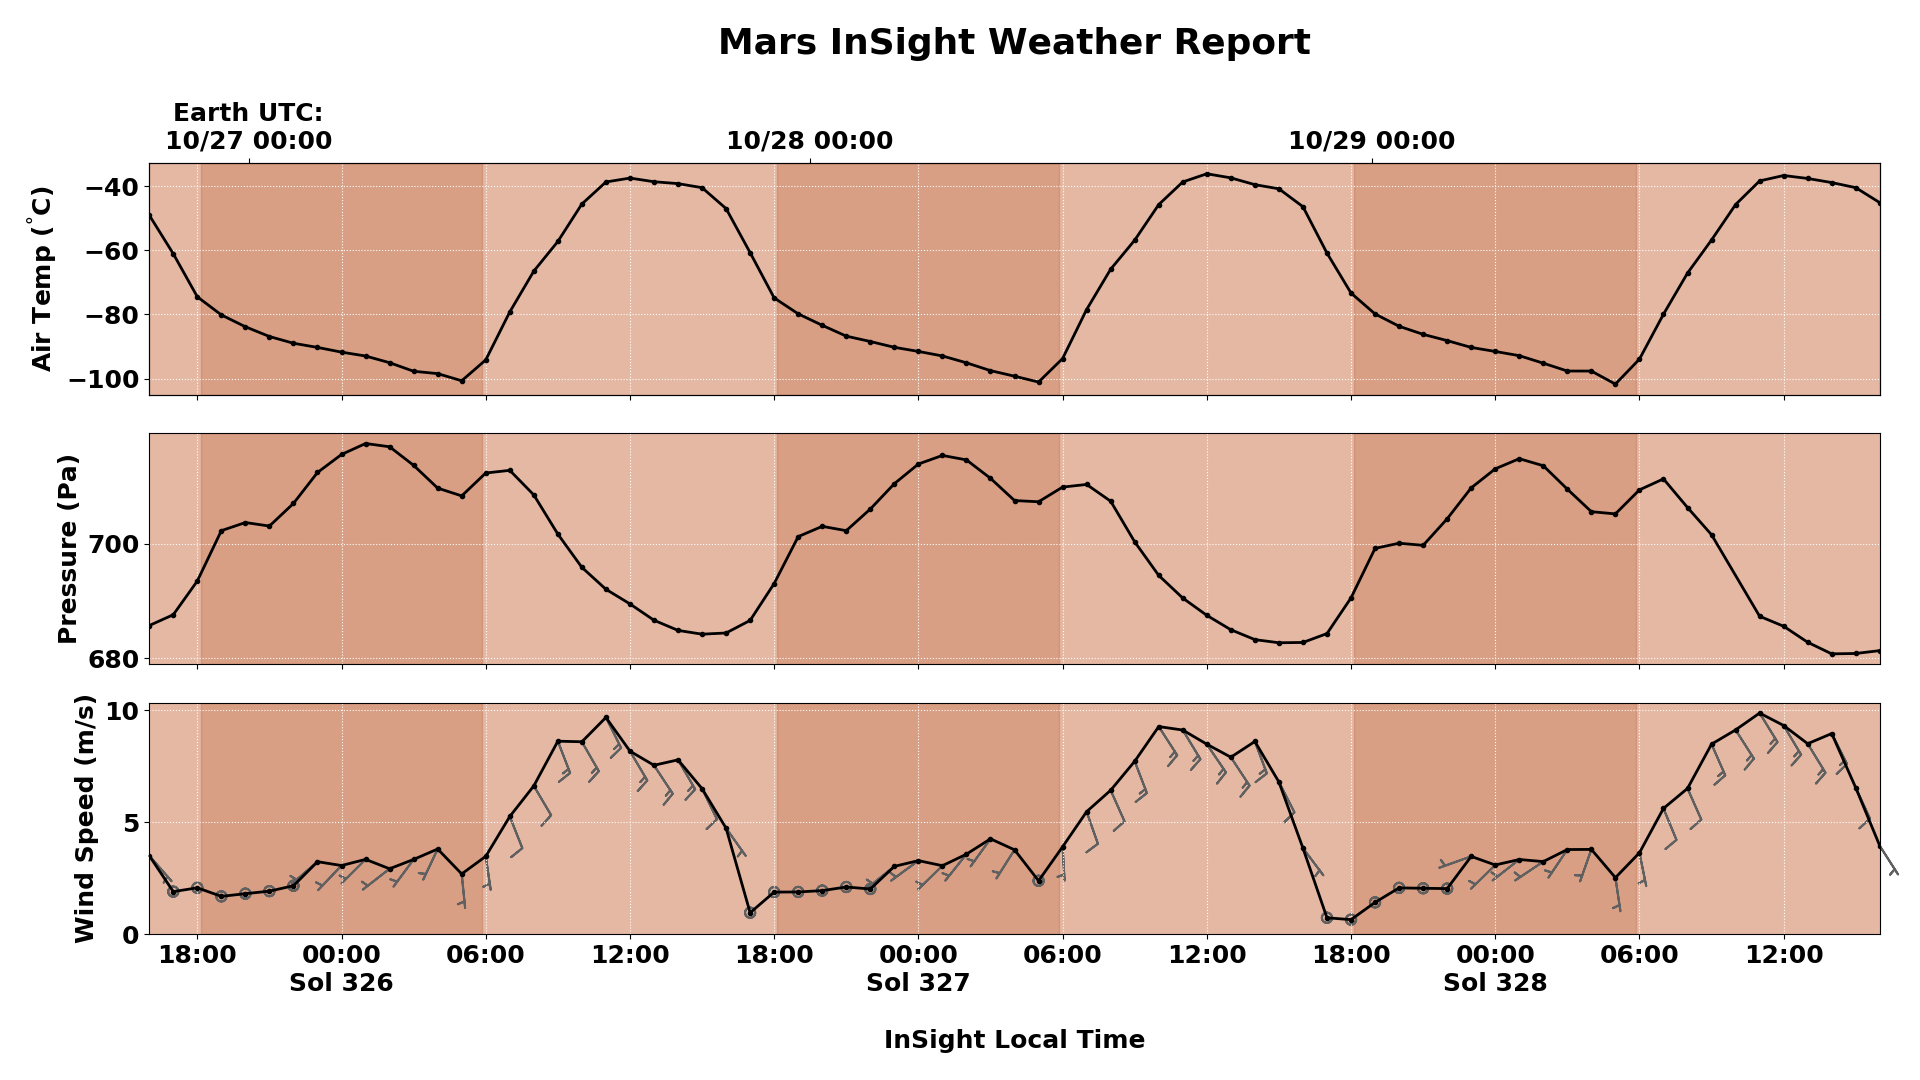 Mars InSight Weather Report
Earth UTC:
10/27 00:00 10/28 00:00 10/29 00:00
Air Temp (°C)
−40
−60
−80
−100
Pressure (Pa)
700
680
Wind Speed (m/s)
10
5
0
18:00 00:00 06:00 12:00 18:00 00:00 06:00 12:00 18:00 00:00 06:00 12:00
Sol 326 Sol 327 Sol 328
InSight Local Time